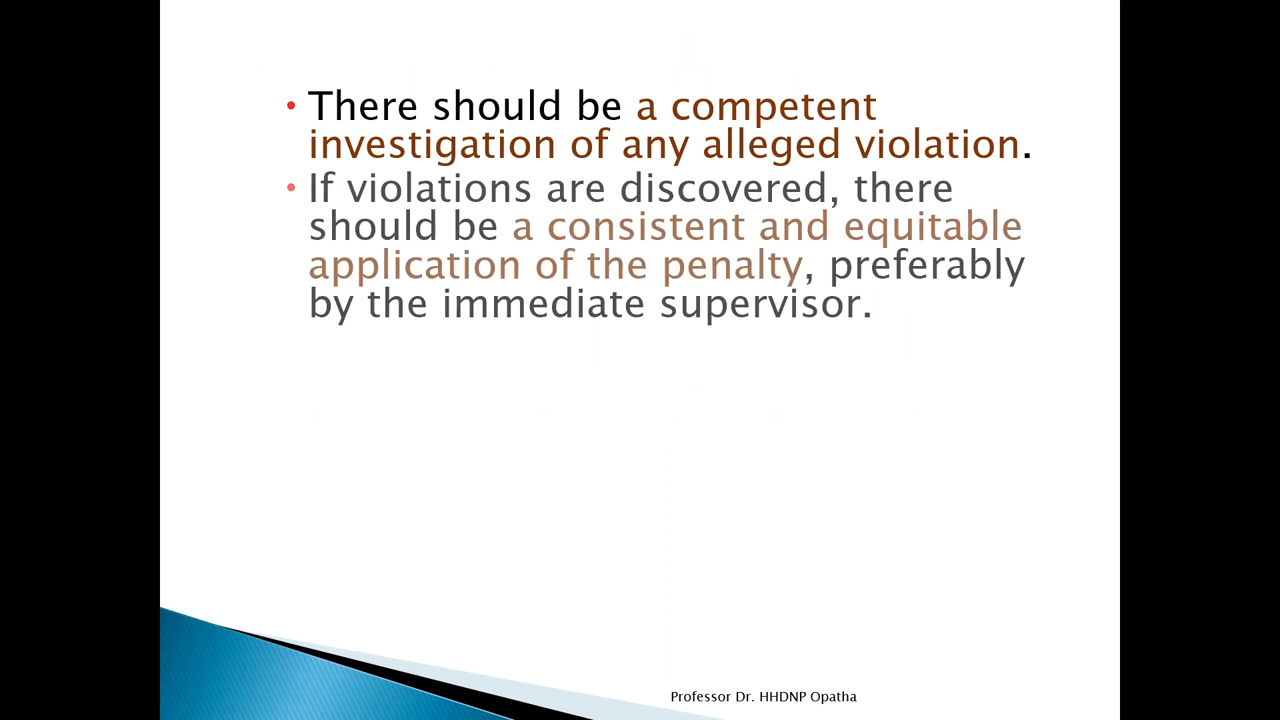 • There should be a competent
investigation of any alleged violation.
• If violations are discovered, there
should be a consistent and equitable
application of the penalty, preferably
by the immediate supervisor.
Professor Dr. HHDNP Opatha